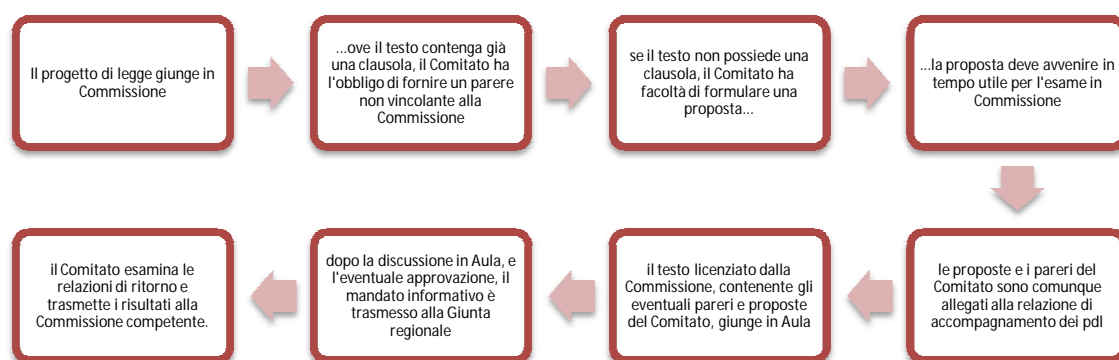 Il progetto di legge giunge in
Commissione
...ove il testo contenga già
una clausola, il Comitato ha
l'obbligo di fornire un parere
non vincolante alla
Commissione
se il testo non possiede una
clausola, il Comitato ha
facoltà di formulare una
proposta...
...la proposta deve avvenire in
tempo utile per l'esame in
Commissione
le proposte e i pareri del
Comitato sono comunque
allegati alla relazione di
accompagnamento dei pdl
il testo licenziato dalla
Commissione, contenente gli
eventuali pareri e proposte
del Comitato, giunge in Aula
dopo la discussione in Aula, e
l'eventuale approvazione, il
mandato informativo è
trasmesso alla Giunta
regionale
il Comitato esamina le
relazioni di ritorno e
trasmette i risultati alla
Commissione competente.